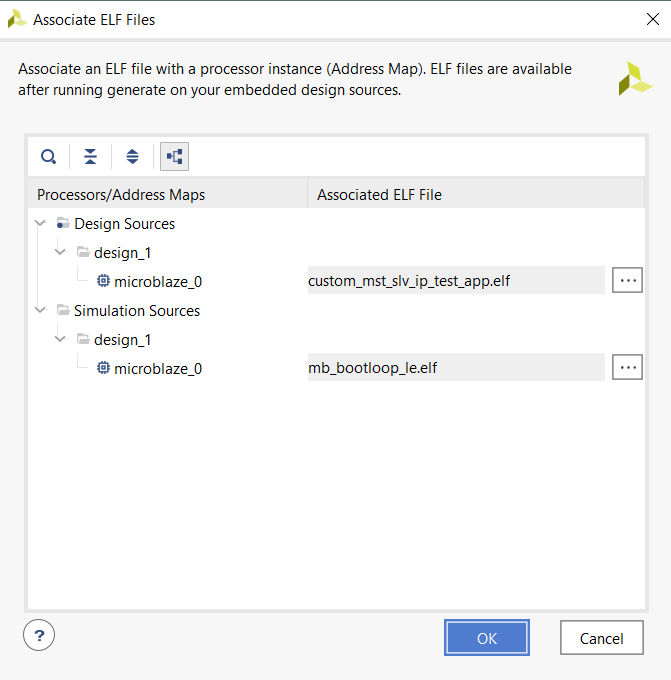 Associate ELF Files
Associate an ELF file with a processor instance (Address Map). ELF files are available
after running generate on your embedded design sources.
Processors/Address Maps Associated ELF File
Design Sources
design_1
microblaze_0 custom_mst_slv_ip_test_app.elf ...
Simulation Sources
design_1
microblaze_0 mb_bootloop_le.elf ...
? OK Cancel